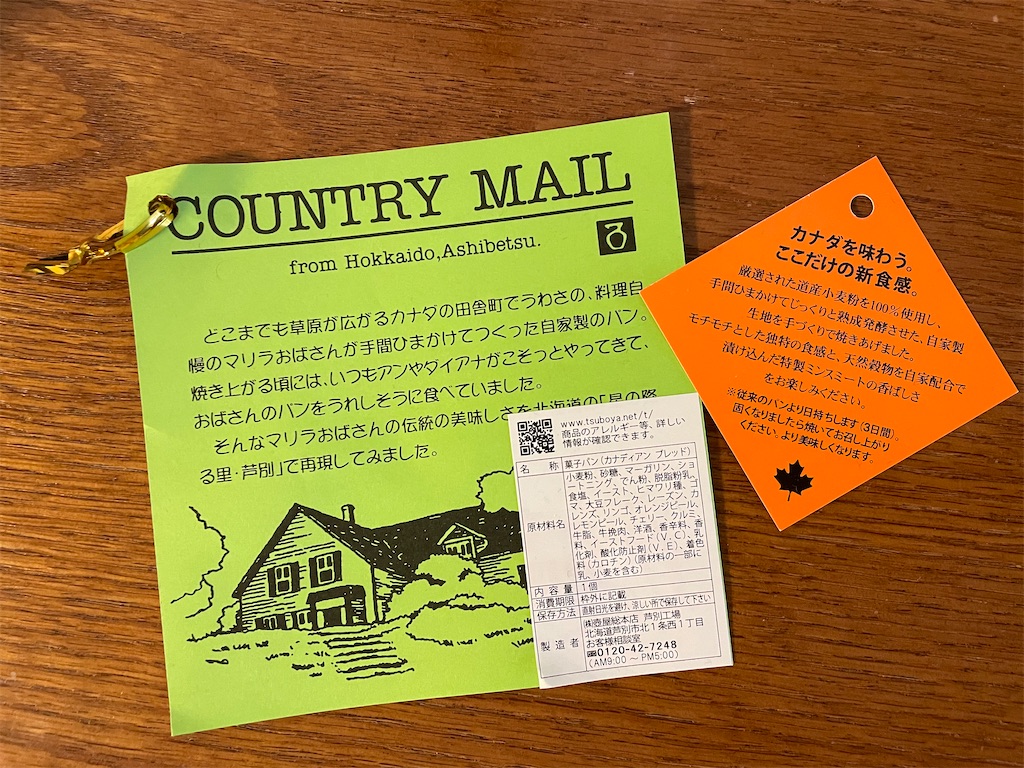 COUNTRY MAIL
from Hokkaido,Ashibetsu.
どこまでも草原が広がるカナダの田舎町でうわさの、料理自
慢のマリラおばさんが手間ひまがけてつくった自家製のパン。
焼き上がる頃には、いつもアンやダイアナがこそっとやってきて、
おばさんのパンをうれしそうに食べていました。
そんなマリラおばさんの伝統の美味しさを北海道の「星の降
る里・芦別」で再現してみました。
www.tsuboya.net/t/
商品のアレルギー等、詳しい
情報が確認できます。
名 称 菓子パン(カナディアン ブレッド)
原材料名 小麦粉、砂糖、マーガリン、ショ
ートニング、でん粉、脱脂粉乳、
食塩、イースト、ヒマワリ種、ゴ
マ、大豆フレーク、レーズン、カ
レンズ、リンゴ、オレンジピール、
レモンピール、チェリー、クルミ、
牛脂、牛挽肉、洋酒、香辛料、香
料、イーストフード(V.C)、乳
化剤、酸化防止剤(V.E)、着色
料(カロチン)(原材料の一部に
乳、小麦を含む)
内 容 量 1個
消費期限 枠外に記載
保存方法 直射日光を避け、涼しい所で保存して下さい
製 造 者 ㈱壺屋総本店 芦別工場
北海道芦別市北1条西1丁目
お客様相談室
0120-42-7248
(AM9:00 〜 PM5:00)
カナダを味わう。
ここだけの新食感。
厳選された道産小麦粉を100%使用し、
手間ひまかけてじっくりと熟成発酵させた、自家製
生地を手づくりで焼きあげました。
モチモチとした独特の食感と、天然穀物を自家配合で
漬け込んだ特製ミンスミートの香ばしさ
をお楽しみください。
※従来のパンより日持ちします(3日間)。
固くなりましたら焼いてお召し上がり
ください。より美味しくなります。